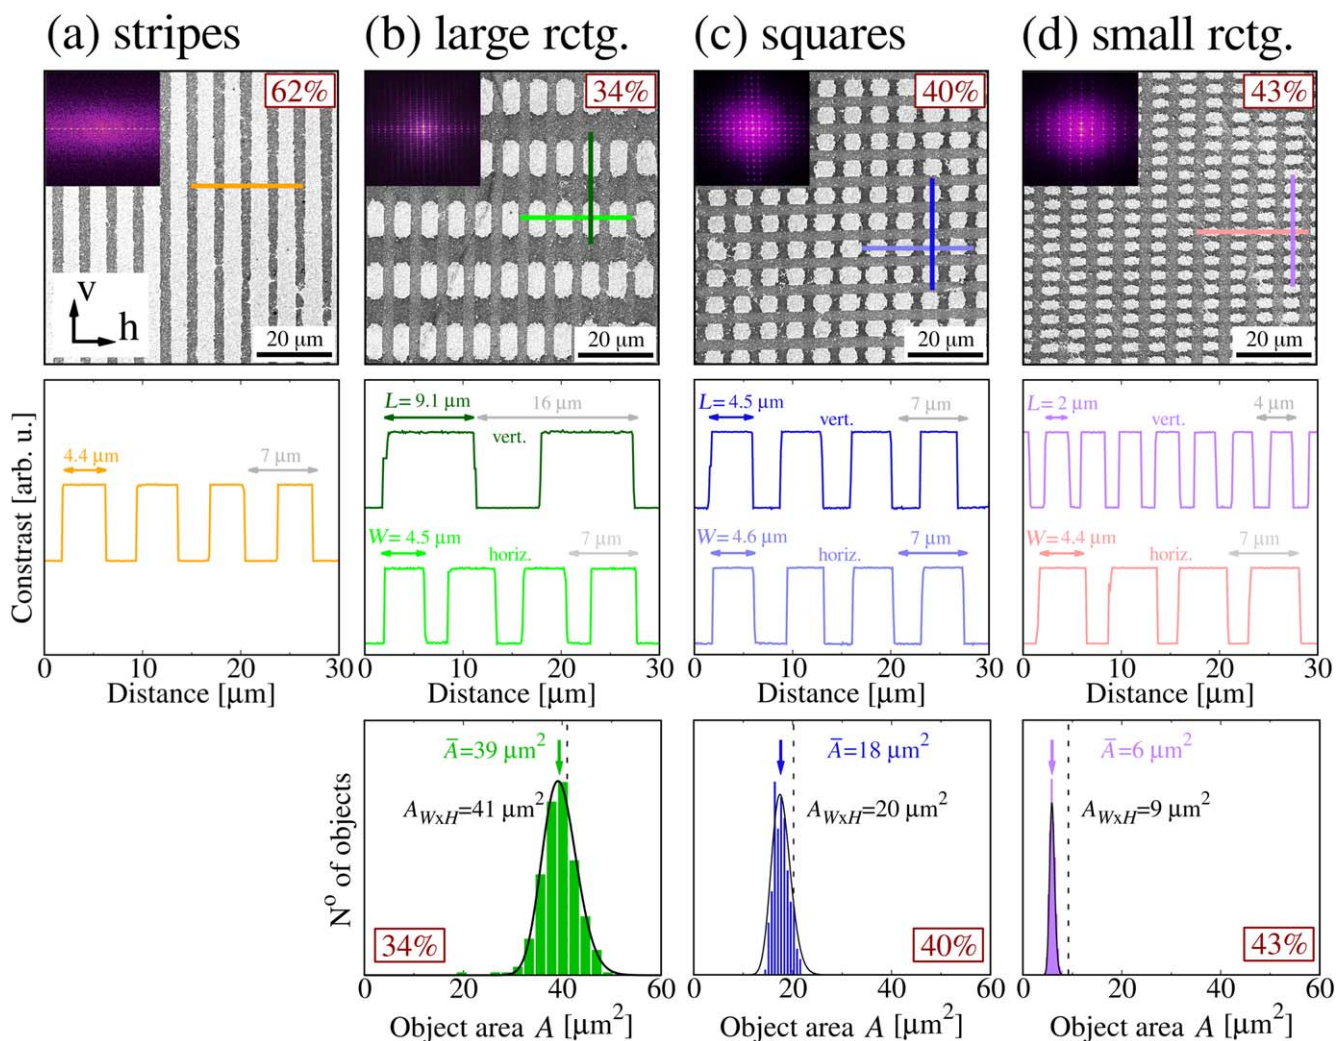 (a) stripes (b) large rctg. (c) squares (d) small rctg.
62% 34% 40% 43%
v
h
20 µm 20 µm 20 µm 20 µm
Constrast [arb. u.]
4.4 µm
7 µm
0 10 20 30
Distance [µm]
L= 9.1 µm
16 µm
vert.
W= 4.5 µm
7 µm
horiz.
0 10 20 30
Distance [µm]
L= 4.5 µm
7 µm
vert.
W= 4.6 µm
7 µm
horiz.
0 10 20 30
Distance [µm]
L= 2 µm
4 µm
vert.
W= 4.4 µm
7 µm
horiz.
0 10 20 30
Distance [µm]
Nº of objects
Ā=39 µm²
A_WxH=41 µm²
34%
0 20 40 60
Object area A [µm²]
Ā=18 µm²
A_WxH=20 µm²
40%
0 20 40 60
Object area A [µm²]
Ā=6 µm²
A_WxH=9 µm²
43%
0 20 40 60
Object area A [µm²]